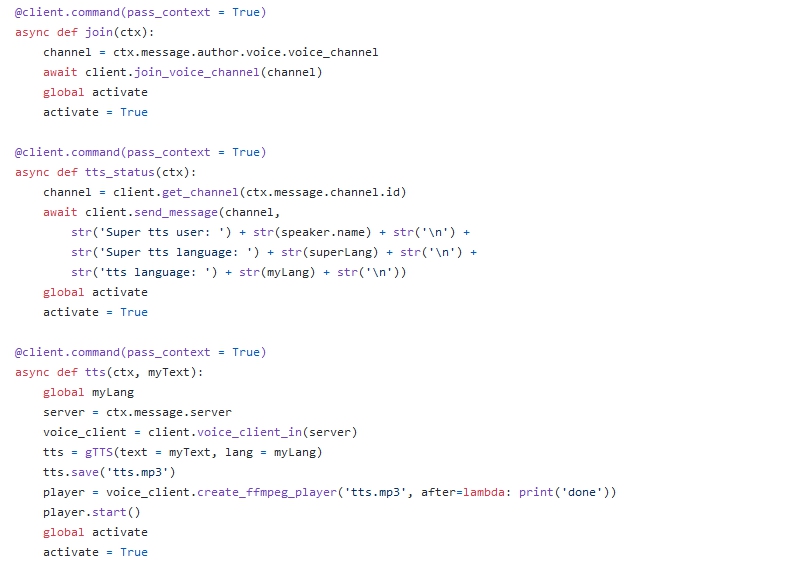 @client.command(pass_context = True)
async def join(ctx):
    channel = ctx.message.author.voice.voice_channel
    await client.join_voice_channel(channel)
    global activate
    activate = True

@client.command(pass_context = True)
async def tts_status(ctx):
    channel = client.get_channel(ctx.message.channel.id)
    await client.send_message(channel,
        str('Super tts user: ') + str(speaker.name) + str('\n') +
        str('Super tts language: ') + str(superLang) + str('\n') +
        str('tts language: ') + str(myLang) + str('\n'))
    global activate
    activate = True

@client.command(pass_context = True)
async def tts(ctx, myText):
    global myLang
    server = ctx.message.server
    voice_client = client.voice_client_in(server)
    tts = gTTS(text = myText, lang = myLang)
    tts.save('tts.mp3')
    player = voice_client.create_ffmpeg_player('tts.mp3', after=lambda: print('done'))
    player.start()
    global activate
    activate = True